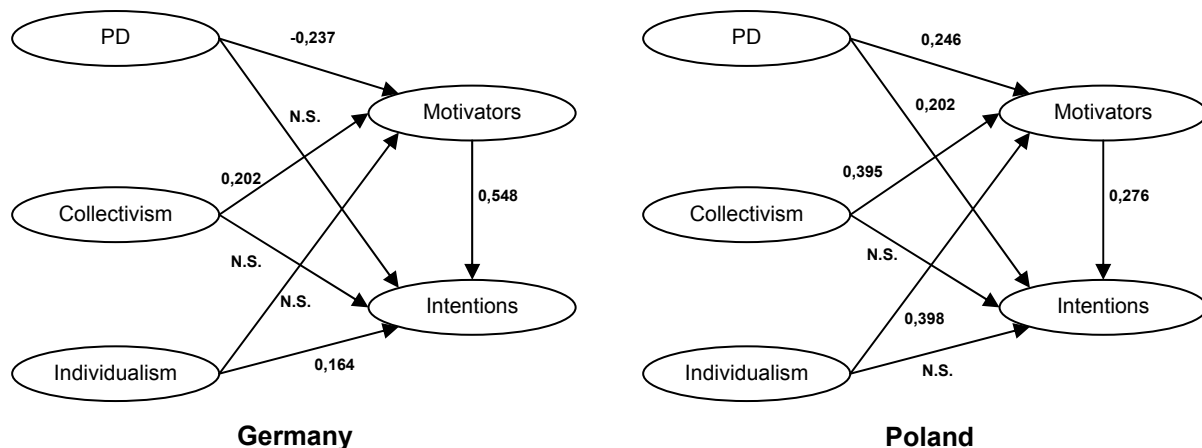 PD
-0,237
N.S.
Motivators
0,202
Collectivism
0,548
N.S.
N.S.
Intentions
Individualism
0,164
Germany
PD
0,246
0,202
Motivators
0,395
Collectivism
0,276
N.S.
Intentions
0,398
Individualism
N.S.
Poland